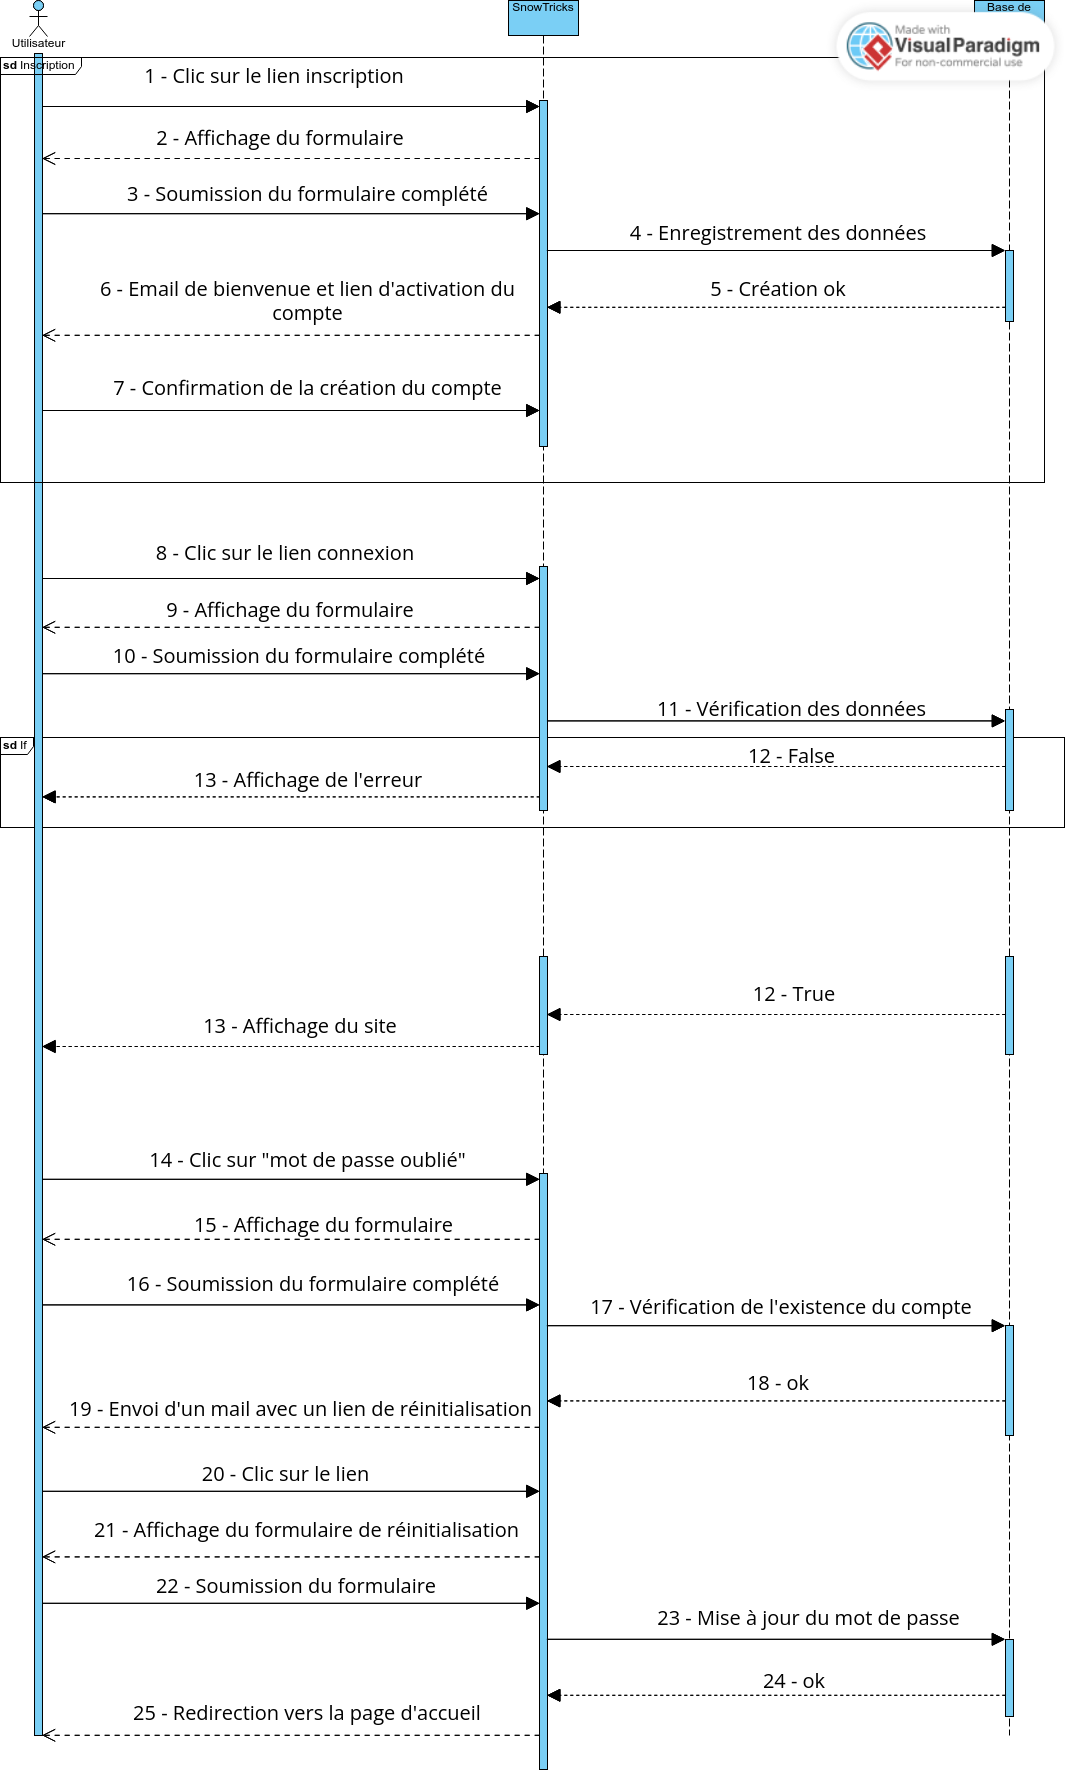 SnowTricks
Base de
Made with
VisualParadigm
For non-commercial use
Utilisateur
sd Inscription
1 - Clic sur le lien inscription
2 - Affichage du formulaire
3 - Soumission du formulaire complété
4 - Enregistrement des données
5 - Création ok
6 - Email de bienvenue et lien d'activation du
compte
7 - Confirmation de la création du compte
8 - Clic sur le lien connexion
9 - Affichage du formulaire
10 - Soumission du formulaire complété
11 - Vérification des données
sd If
12 - False
13 - Affichage de l'erreur
12 - True
13 - Affichage du site
14 - Clic sur "mot de passe oublié"
15 - Affichage du formulaire
16 - Soumission du formulaire complété
17 - Vérification de l'existence du compte
18 - ok
19 - Envoi d'un mail avec un lien de réinitialisation
20 - Clic sur le lien
21 - Affichage du formulaire de réinitialisation
22 - Soumission du formulaire
23 - Mise à jour du mot de passe
24 - ok
25 - Redirection vers la page d'accueil